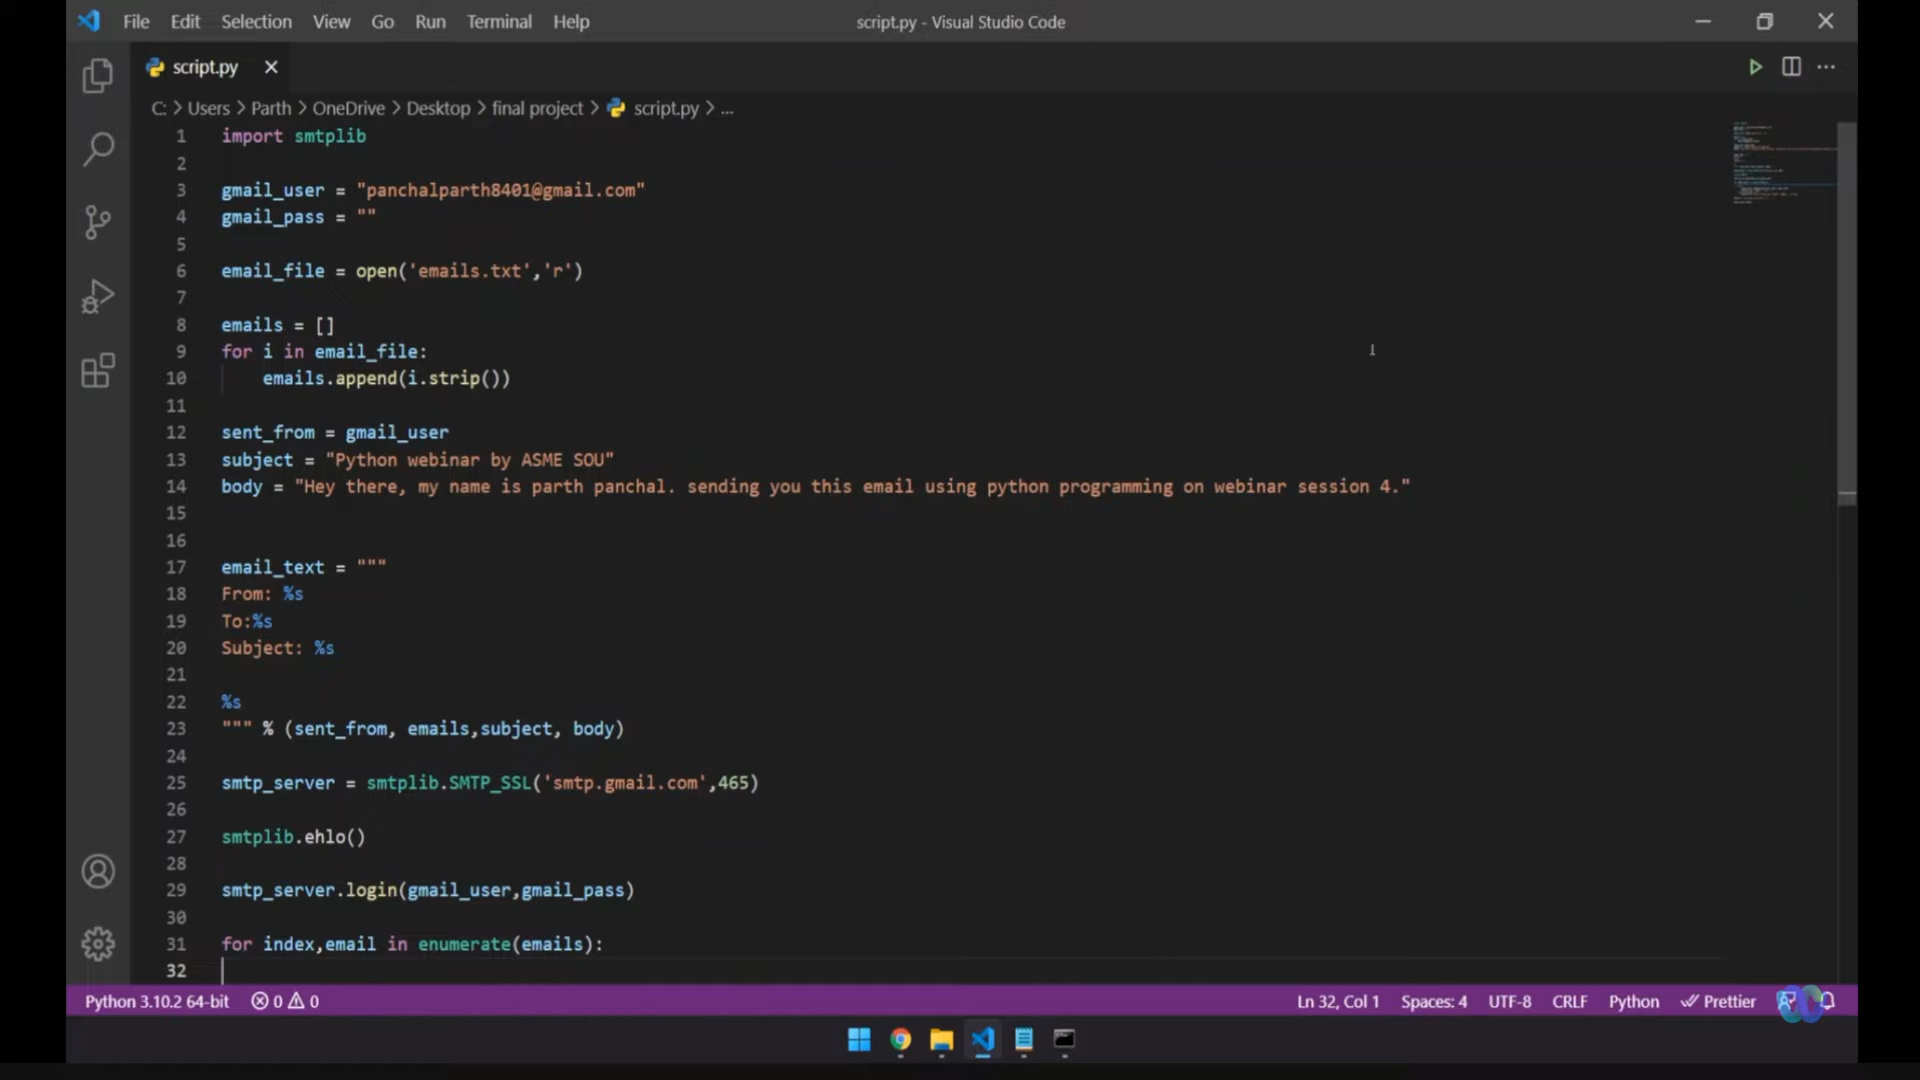 File Edit Selection View Go Run Terminal Help script.py - Visual Studio Code
script.py
C: > Users > Parth > OneDrive > Desktop > final project > script.py > ...
1 import smtplib
2
3 gmail_user = "panchalparth8401@gmail.com"
4 gmail_pass = ""
5
6 email_file = open('emails.txt','r')
7
8 emails = []
9 for i in email_file:
10 emails.append(i.strip())
11
12 sent_from = gmail_user
13 subject = "Python webinar by ASME SOU"
14 body = "Hey there, my name is parth panchal. sending you this email using python programming on webinar session 4."
15
16
17 email_text = """
18 From: %s
19 To:%s
20 Subject: %s
21
22 %s
23 """ % (sent_from, emails,subject, body)
24
25 smtp_server = smtplib.SMTP_SSL('smtp.gmail.com',465)
26
27 smtplib.ehlo()
28
29 smtp_server.login(gmail_user,gmail_pass)
30
31 for index,email in enumerate(emails):
32
Python 3.10.2 64-bit 0 0 Ln 32, Col 1 Spaces: 4 UTF-8 CRLF Python Prettier